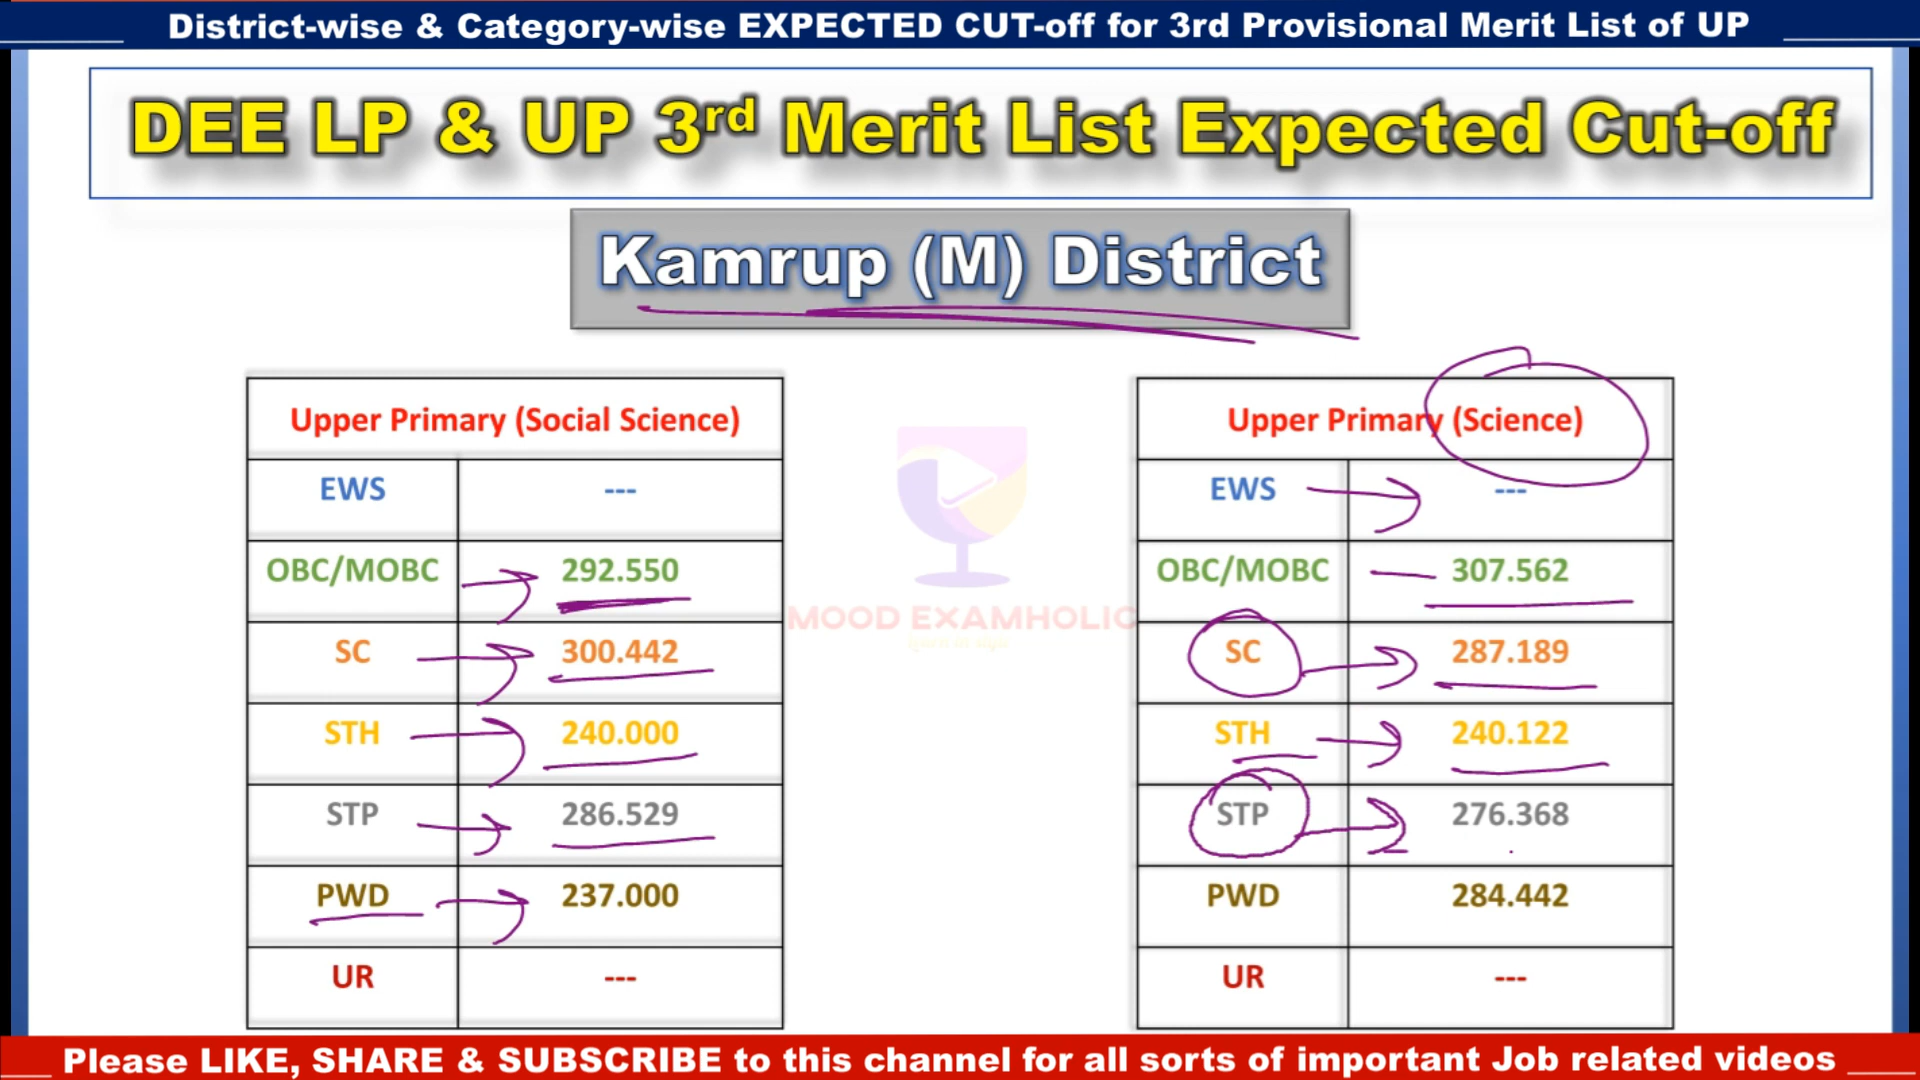 District-wise & Category-wise EXPECTED CUT-off for 3rd Provisional Merit List of UP
DEE LP & UP 3rd Merit List Expected Cut-off
Kamrup (M) District
Upper Primary (Social Science)
EWS ---
OBC/MOBC 292.550
SC 300.442
STH 240.000
STP 286.529
PWD 237.000
UR ---
MOOD EXAMHOLIC
Upper Primary (Science)
EWS ---
OBC/MOBC 307.562
SC 287.189
STH 240.122
STP 276.368
PWD 284.442
UR ---
Please LIKE, SHARE & SUBSCRIBE to this channel for all sorts of important Job related videos